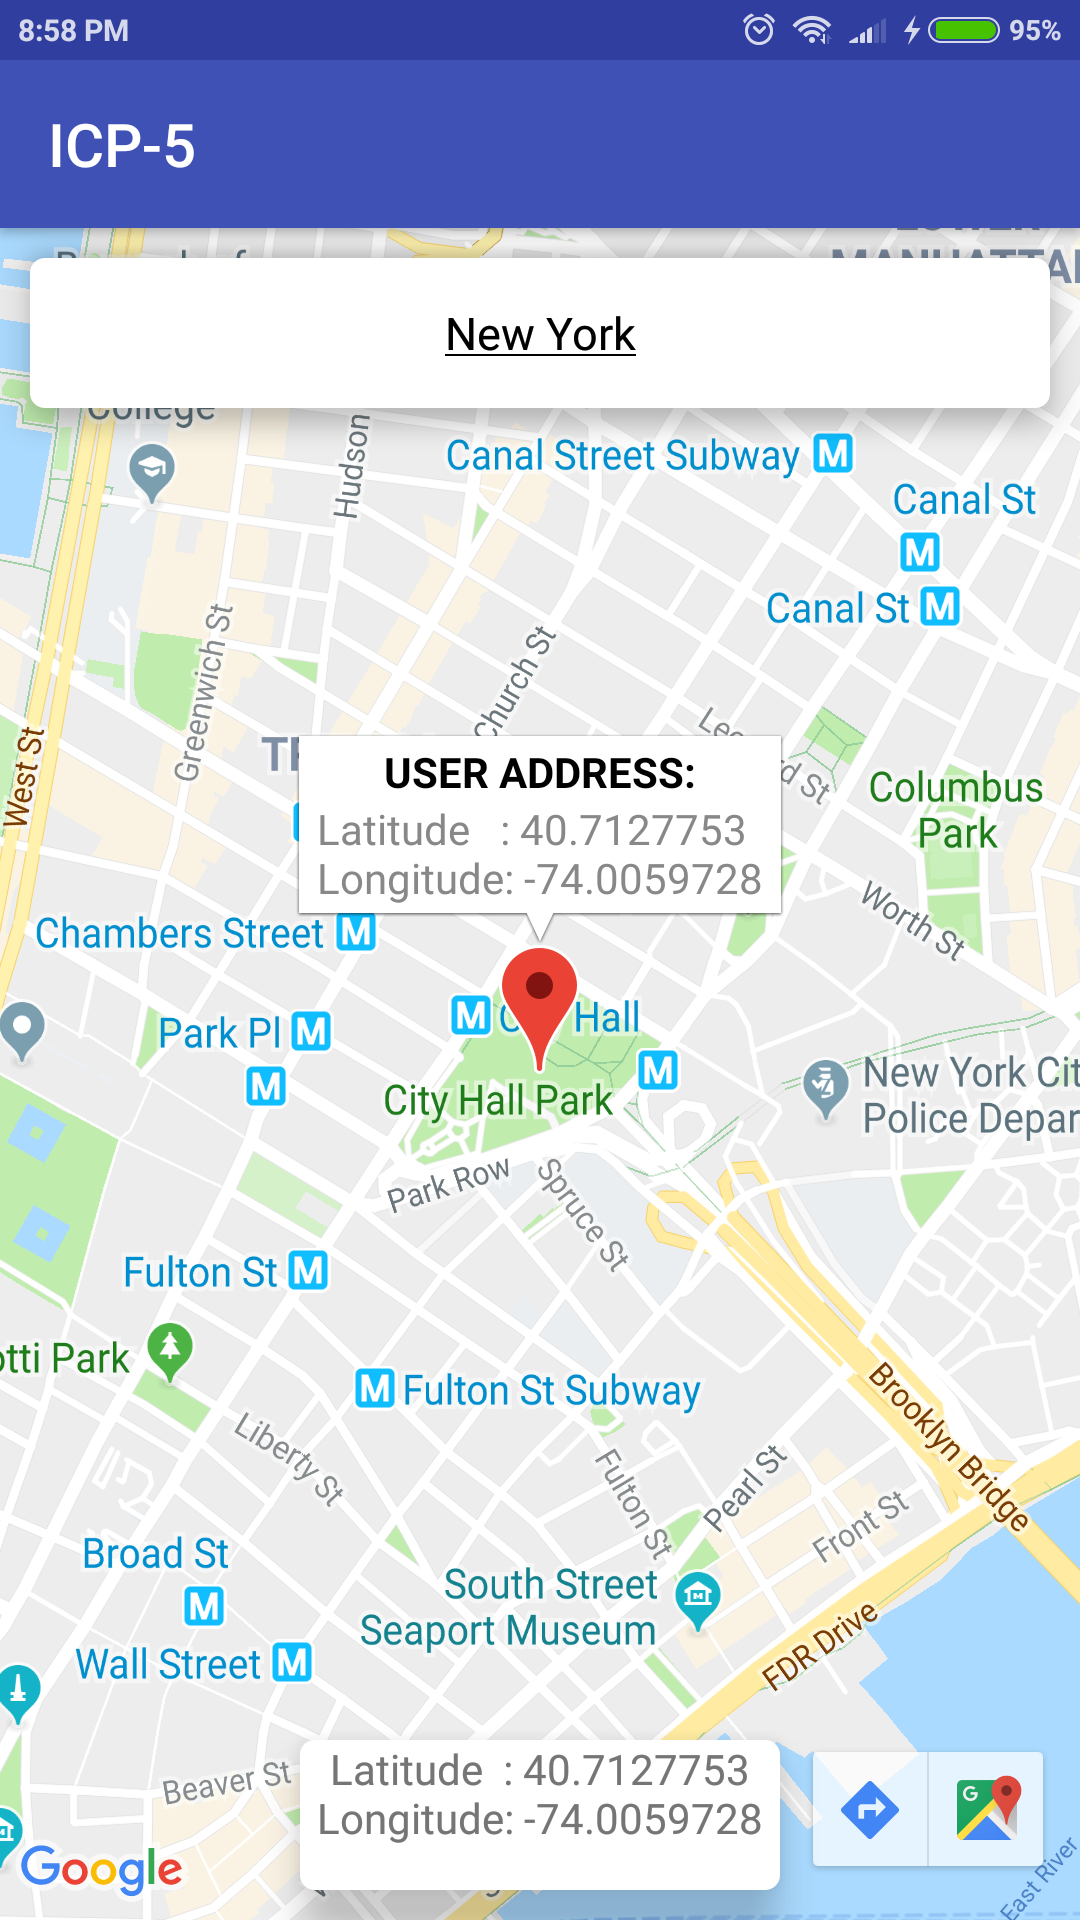 8:58 PM
95%
ICP-5
New York
College
Hudson
Canal Street Subway M
Canal St
M
Canal St M
Greenwich St
Church St
West St
USER ADDRESS:
Latitude : 40.7127753
Longitude: -74.0059728
Columbus
Park
Worth St
Chambers Street M
M Hall
Park Pl M
M
M
City Hall Park
New York Cit
Police Depar
Park Row
Spruce St
Fulton St M
otti Park
M Fulton St Subway
Liberty St
Fulton St
Pearl St
Brooklyn Bridge
Front St
Broad St
M
South Street
Seaport Museum
Wall Street M
FDR Drive
Latitude : 40.7127753
Longitude: -74.0059728
Beaver St
G
Google
East River